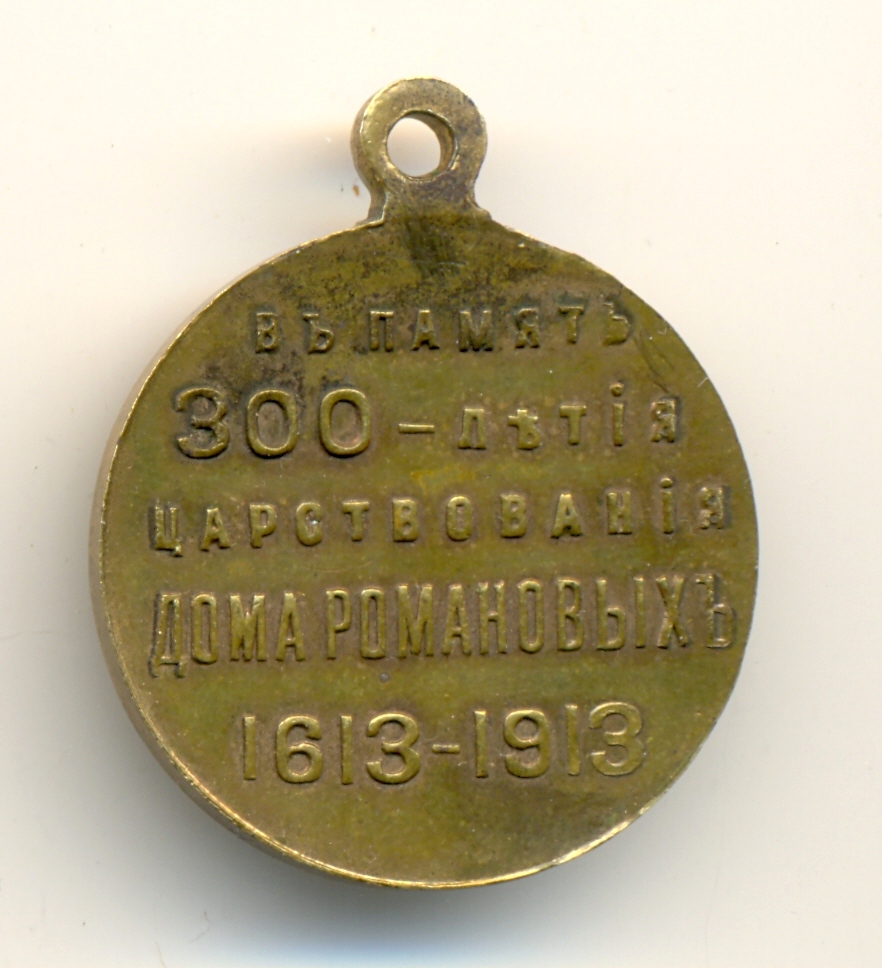 ВЪ ПАМЯТЬ
300 – лѣтія
ЦАРСТВОВАНІЯ
ДОМА РОМАНОВЫХЪ
1613-1913